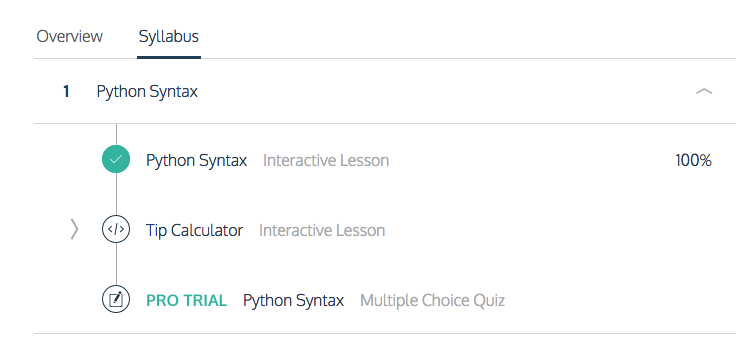 Overview Syllabus
1 Python Syntax
Python Syntax Interactive Lesson 100%
Tip Calculator Interactive Lesson
PRO TRIAL Python Syntax Multiple Choice Quiz